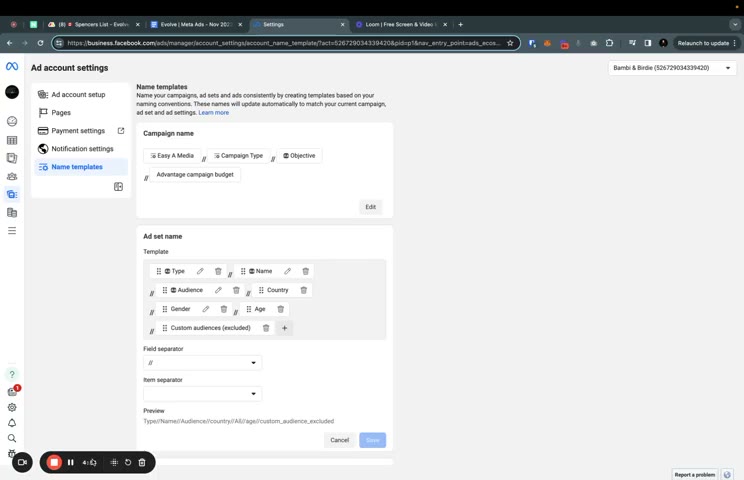 Spencers List - Evolve
Evolve | Meta Ads - Nov 202
Settings
Loom | Free Screen & Video
https://business.facebook.com/ads/manager/account_settings/account_name_template/?act=526729034339420&pid=p1&nav_entry_point=ads_ecos...
Relaunch to update
Ad account settings
Bambi & Birdie (526729034339420)
Ad account setup
Pages
Payment settings
Notification settings
Name templates
Name templates
Name your campaigns, ad sets and ads consistently by creating templates based on your
naming conventions. These names will update automatically to match your current campaign,
ad set and ad settings. Learn more
Campaign name
Easy A Media // Campaign Type // Objective
// Advantage campaign budget
Edit
Ad set name
Template
Type // Name
// Audience // Country
// Gender // Age
// Custom audiences (excluded) +
Field separator
//
Item separator
Preview
Type//Name//Audience//country//All//age//custom_audience_excluded
Cancel Save
?
1
Report a problem